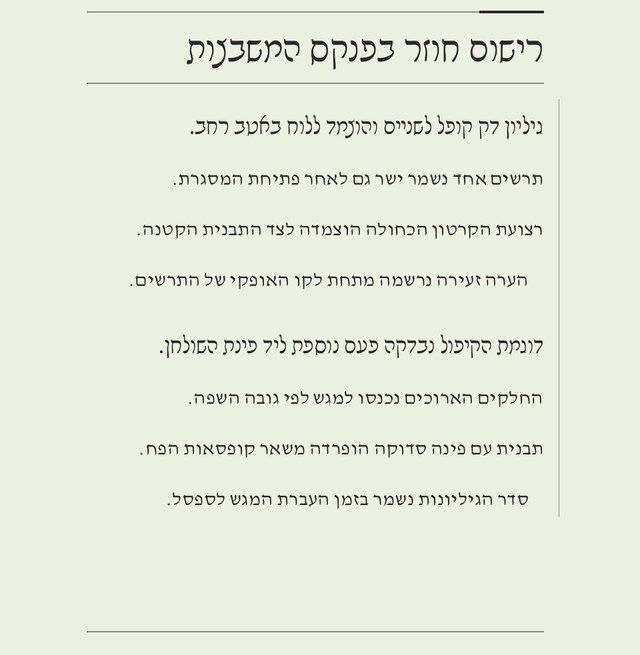 רישום חוזר בפנקס המשבצות
גיליון דק קופל לשניים והוצמד ללוח באטב רחב.
תרשים אחד נשמר ישר גם לאחר פתיחת המסגרת.
רצועת הקרטון הכחולה הוצמדה לצד התבנית הקטנה.
הערה זעירה נרשמה מתחת לקו האופקי של התרשים.
דוגמת הקיפול נבדקה פעם נוספת ליד פינת השולחן.
החלקים הארוכים נכנסו למגש לפי גובה השפה.
תבנית עם פינה סדוקה הופרדה משאר קופסאות הפח.
סדר הגיליונות נשמר בזמן העברת המגש לספסל.